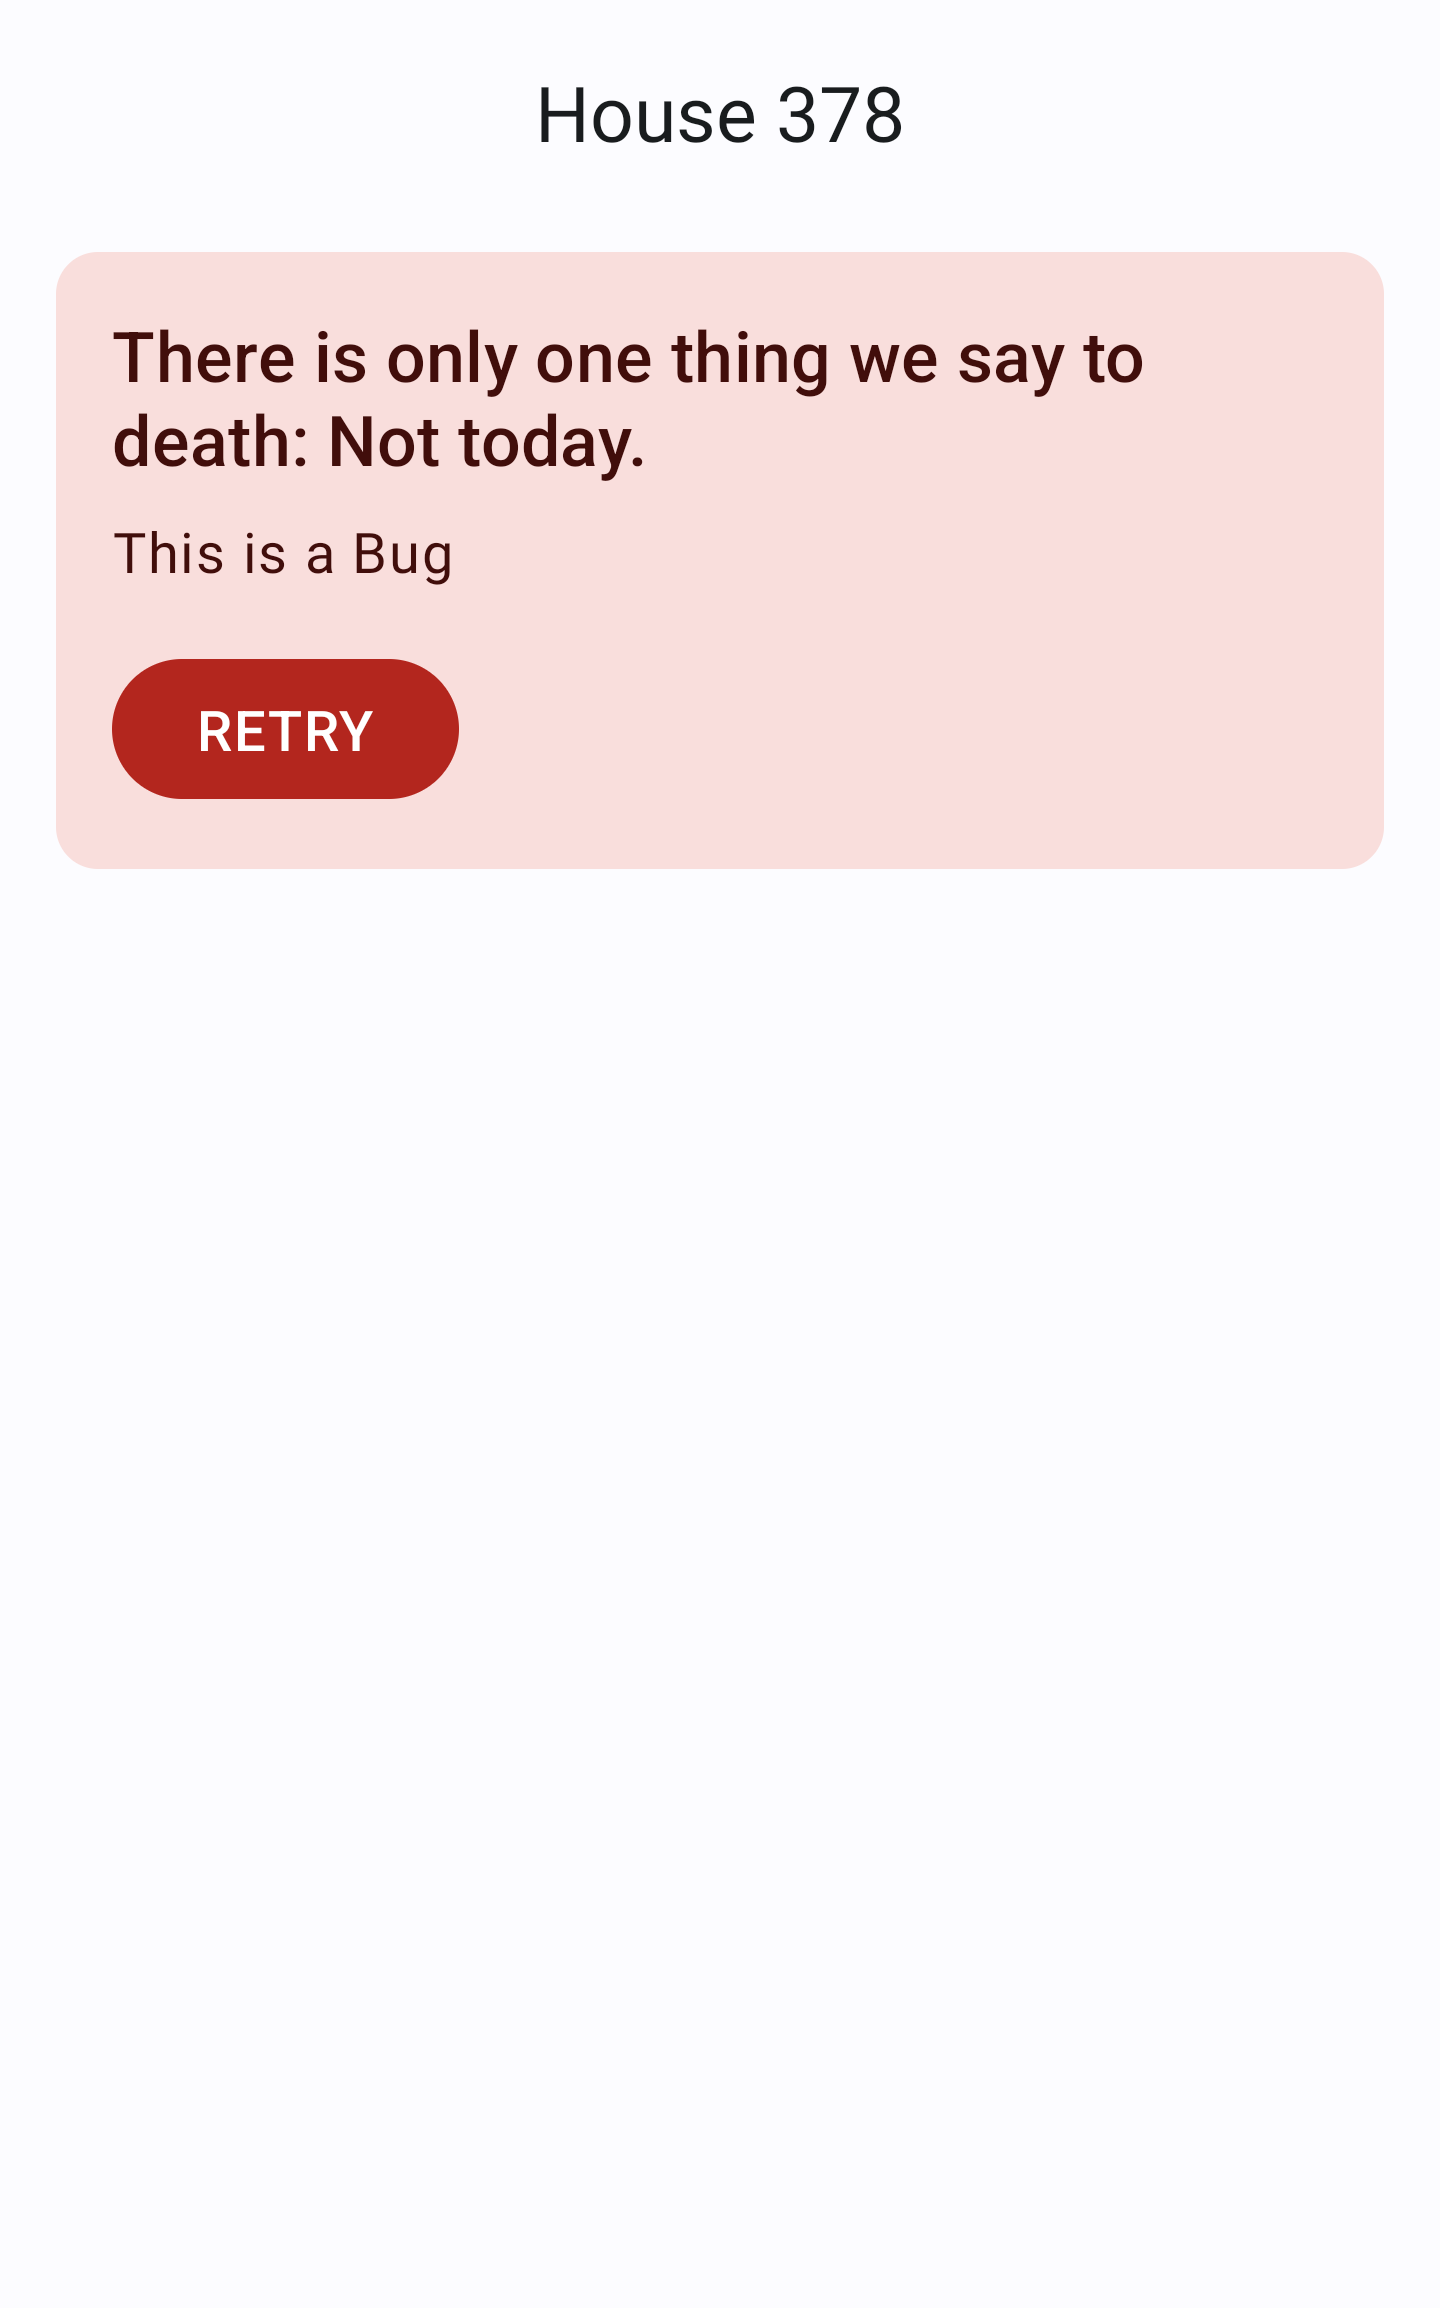 House 378
There is only one thing we say to
death: Not today.
This is a Bug
RETRY